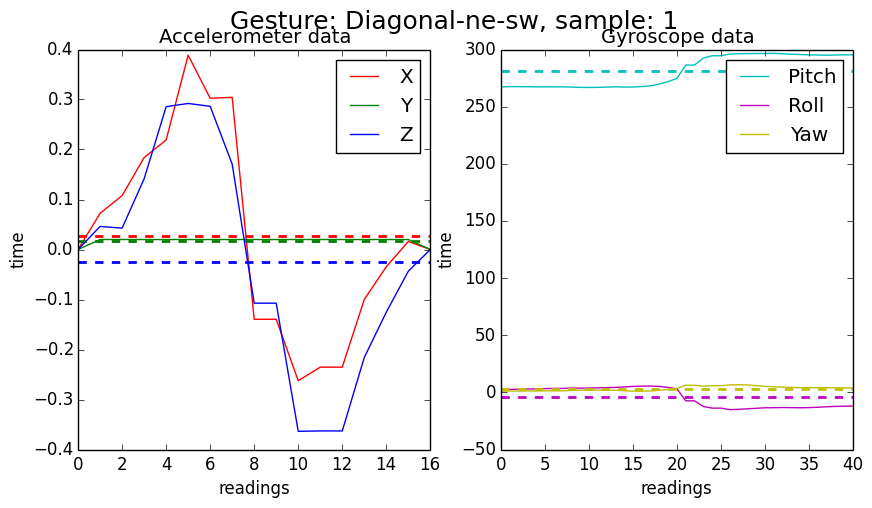 Gesture: Diagonal-ne-sw, sample: 1
Accelerometer data
0.4
0.3
0.2
0.1
0.0
−0.1
−0.2
−0.3
−0.4
time
0 2 4 6 8 10 12 14 16
readings
X
Y
Z
Gyroscope data
300
250
200
150
100
50
0
−50
time
0 5 10 15 20 25 30 35 40
readings
Pitch
Roll
Yaw